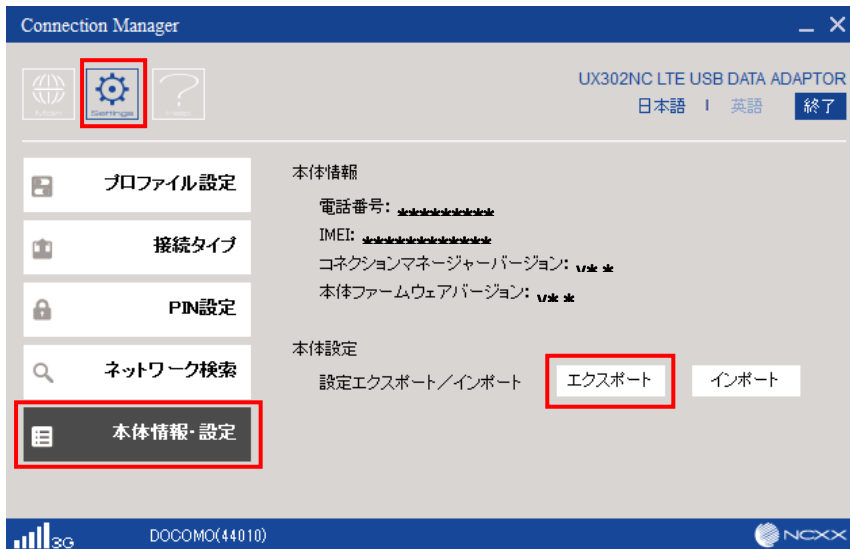 Connection Manager
Main
Settings
Help
UX302NC LTE USB DATA ADAPTOR
日本語 | 英語 終了
プロファイル設定
接続タイプ
PIN設定
ネットワーク検索
本体情報・設定
本体情報
電話番号: *********
IMEI: ************
コネクションマネージャーバージョン: v**
本体ファームウェアバージョン: v**
本体設定
設定エクスポート/インポート エクスポート インポート
3G DOCOMO(44010)
NCXX